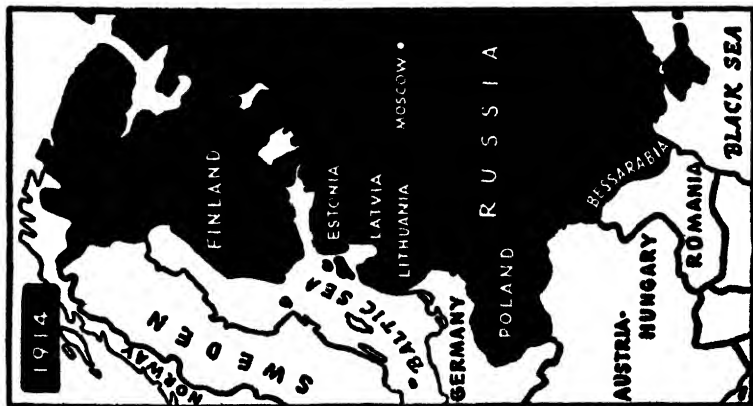 1914
NORWAY
SWEDEN
FINLAND
BALTIC SEA
ESTONIA
LATVIA
LITHUANIA
MOSCOW
GERMANY
POLAND
RUSSIA
AUSTRIA-
HUNGARY
BESSARABIA
ROMANIA
BLACK SEA